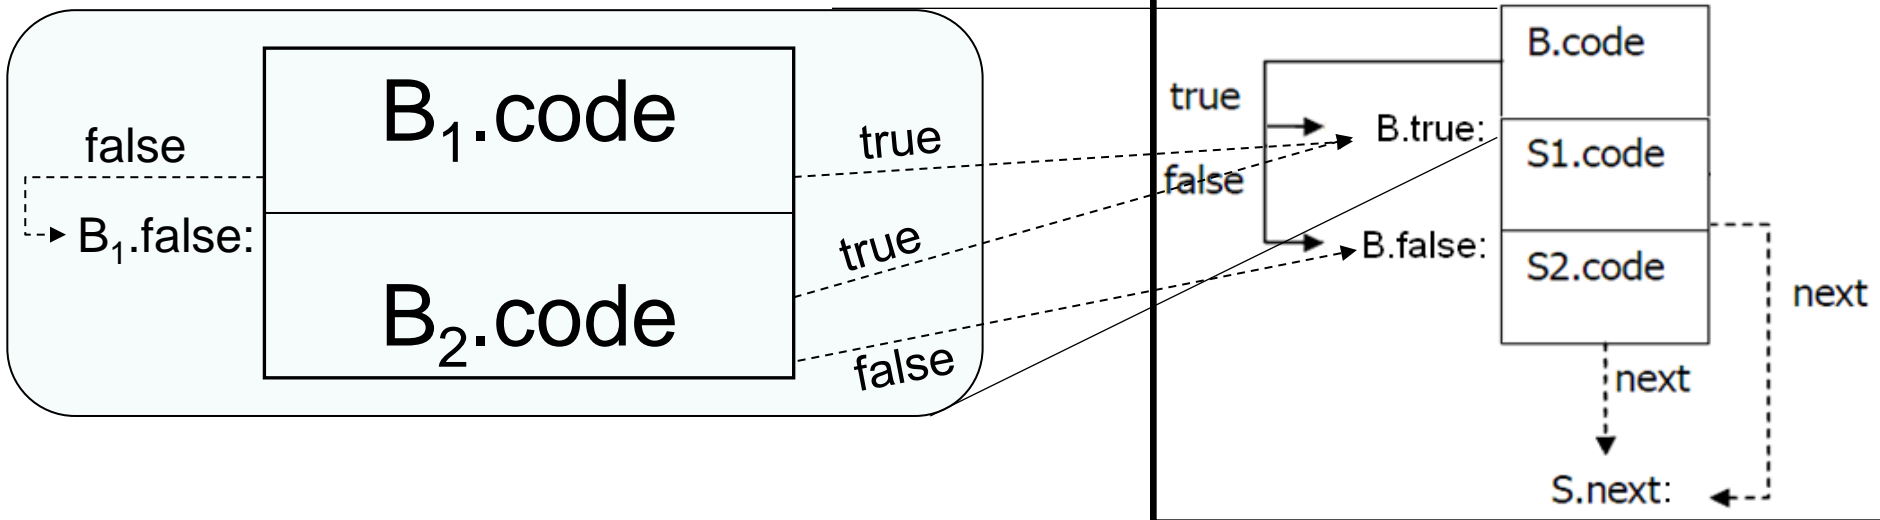 B₁.code
false
true
B₁.false:
true
B₂.code
false
B.code
true
B.true:
false
S1.code
B.false:
S2.code
next
next
S.next: